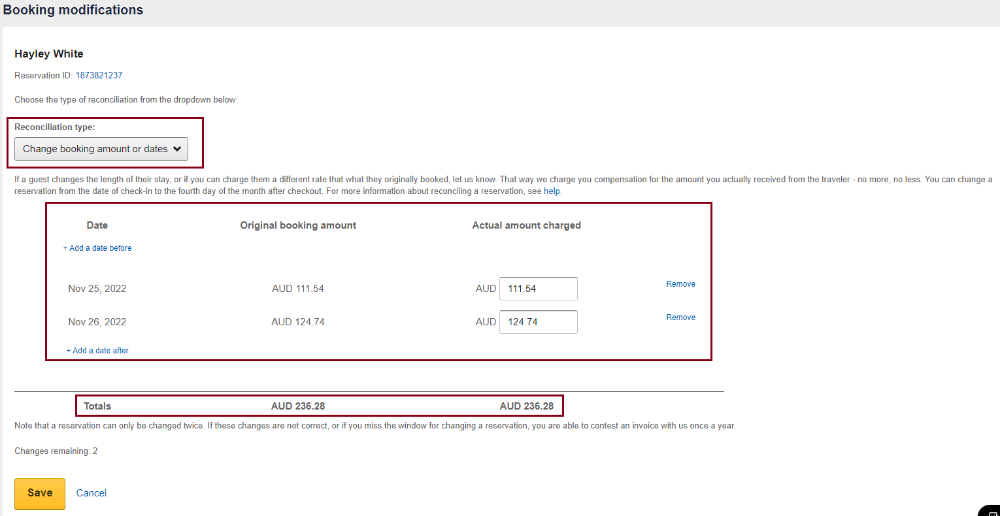 Booking modifications
Hayley White
Reservation ID: 1873821237
Choose the type of reconciliation from the dropdown below:
Reconciliation type:
Change booking amount or dates
If a guest changes the length of their stay, or if you can charge them a different rate that what they originally booked, let us know. That way we charge you compensation for the amount you actually received from the traveler - no more, no less. You can change a
reservation from the date of check-in to the fourth day of the month after checkout. For more information about reconciling a reservation, see help.
Date Original booking amount Actual amount charged
+ Add a date before
Nov 25, 2022 AUD 111.54 AUD 111.54 Remove
Nov 26, 2022 AUD 124.74 AUD 124.74 Remove
+ Add a date after
Totals AUD 236.28 AUD 236.28
Note that a reservation can only be changed twice. If these changes are not correct, or if you miss the window for changing a reservation, you are able to contest an invoice with us once a year.
Changes remaining: 2
Save Cancel